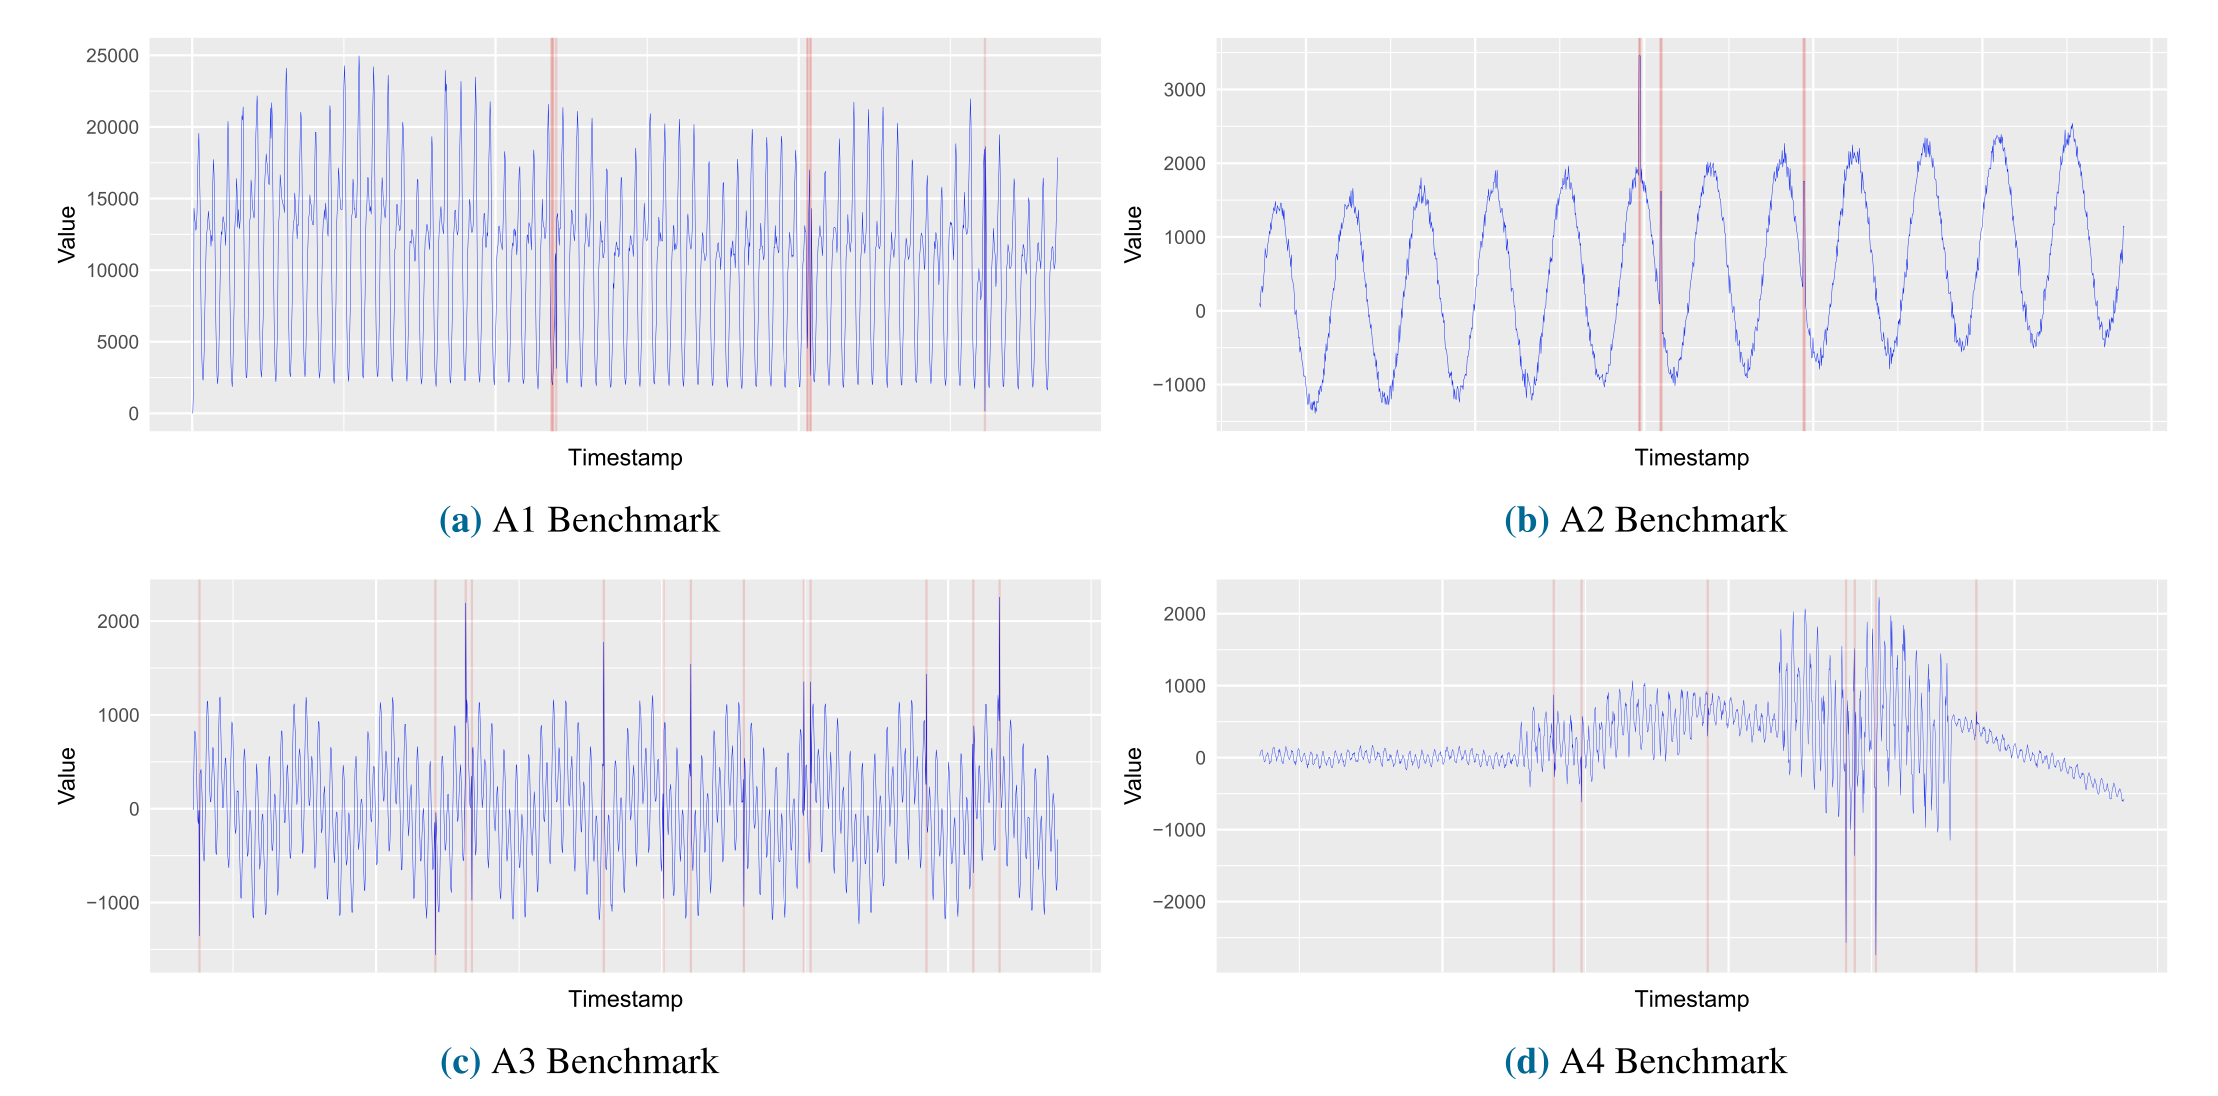 25000
20000
15000
10000
5000
0
Value
Timestamp
(a) A1 Benchmark
3000
2000
1000
0
−1000
Value
Timestamp
(b) A2 Benchmark
2000
1000
0
−1000
Value
Timestamp
(c) A3 Benchmark
2000
1000
0
−1000
−2000
Value
Timestamp
(d) A4 Benchmark